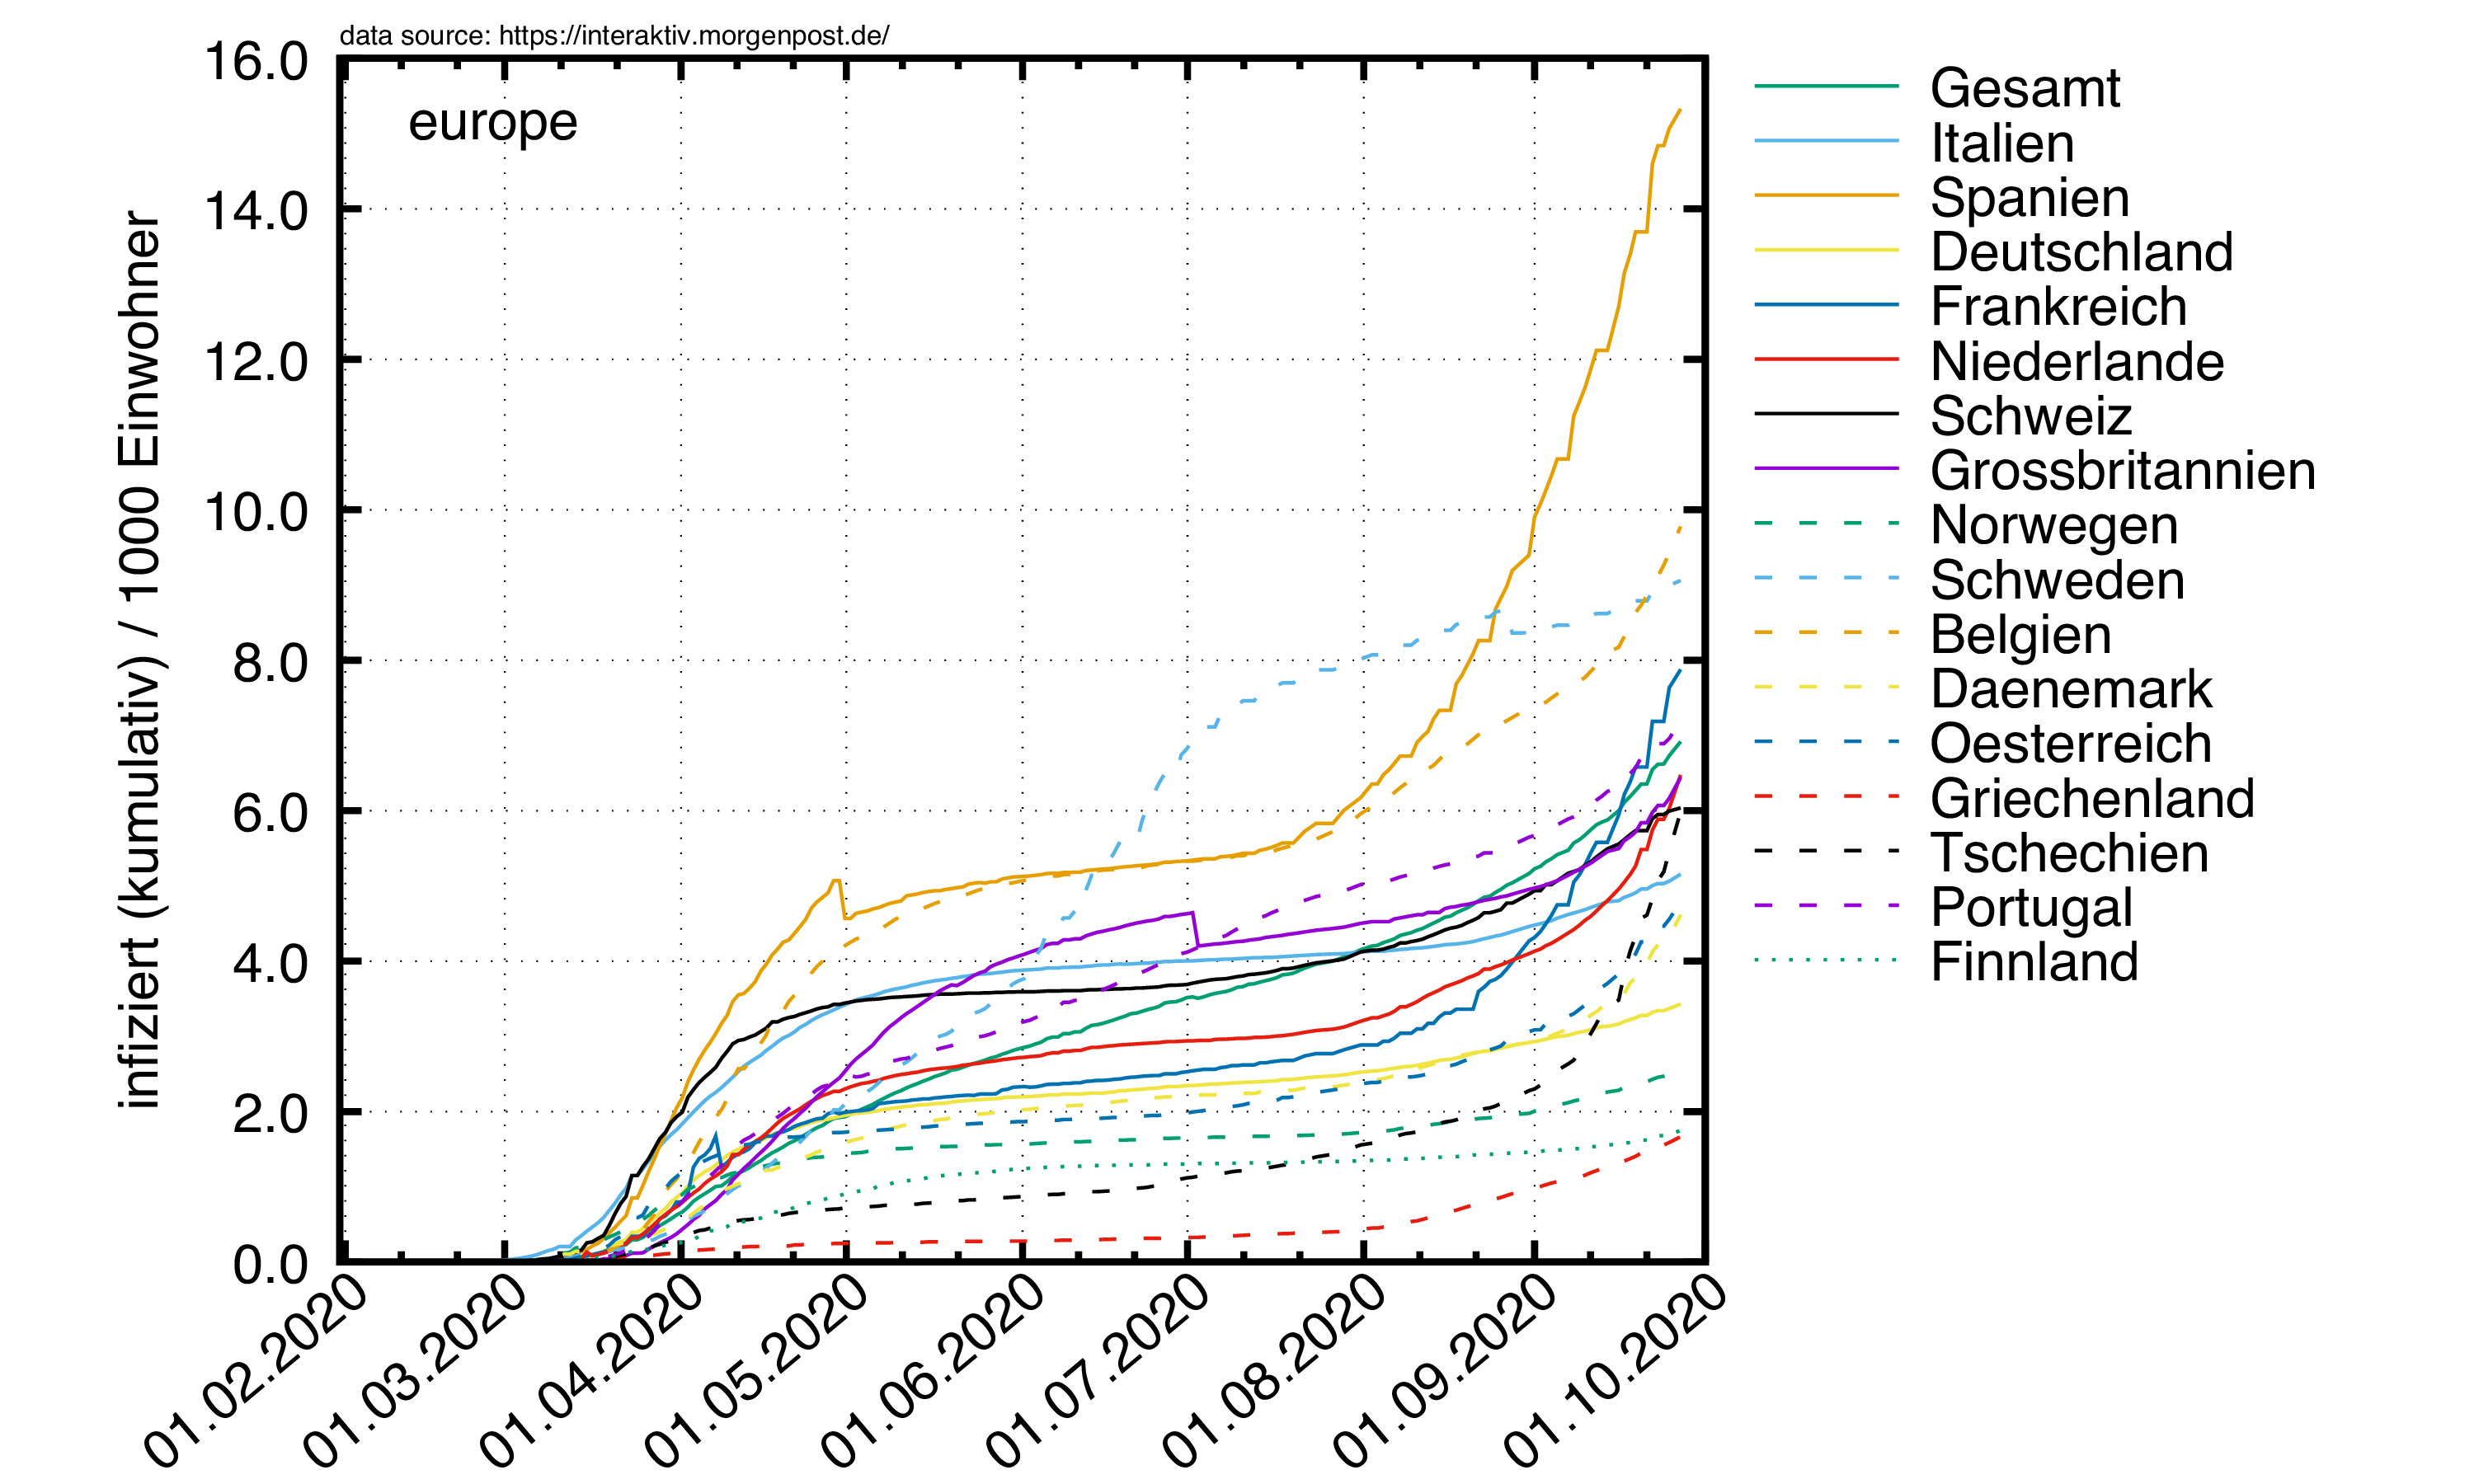 data source: https://interaktiv.morgenpost.de/
europe
infiziert (kumulativ) / 1000 Einwohner
16.0
14.0
12.0
10.0
8.0
6.0
4.0
2.0
0.0
01.02.2020
01.03.2020
01.04.2020
01.05.2020
01.06.2020
01.07.2020
01.08.2020
01.09.2020
01.10.2020
Gesamt
Italien
Spanien
Deutschland
Frankreich
Niederlande
Schweiz
Grossbritannien
Norwegen
Schweden
Belgien
Daenemark
Oesterreich
Griechenland
Tschechien
Portugal
Finnland